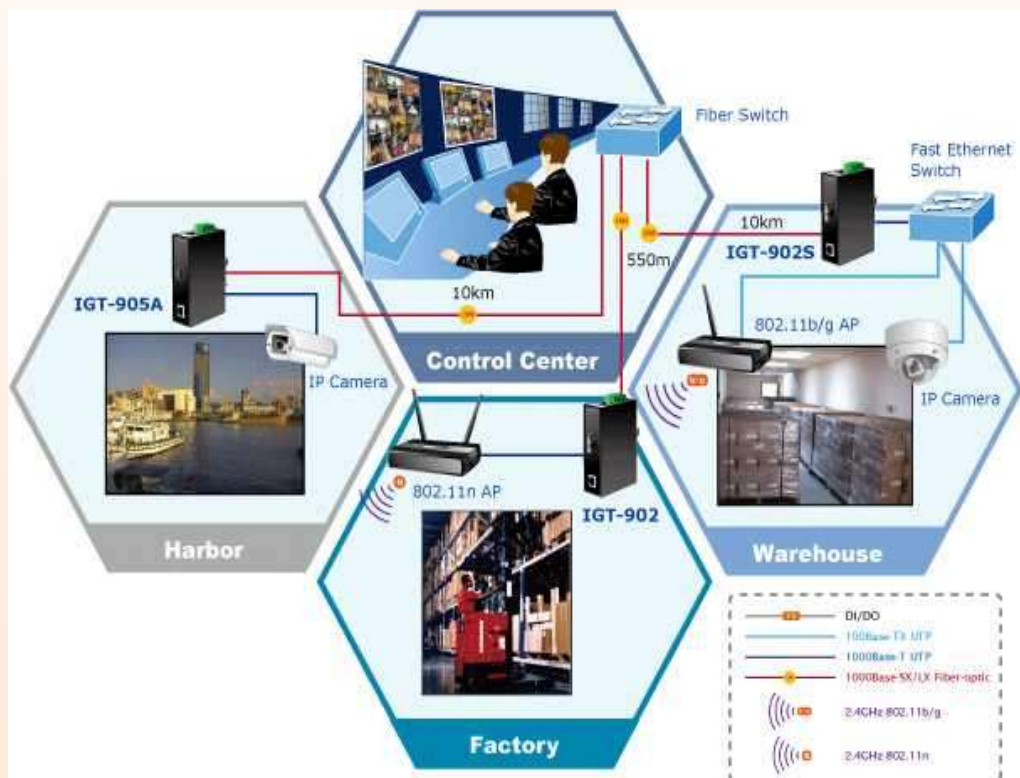 Fiber Switch
Fast Ethernet
Switch
10km
IGT-902S
550m
10km
IGT-905A
802.11b/g AP
Control Center
IP Camera
IP Camera
802.11n AP
IGT-902
Harbor
Warehouse
DI/DO
100Base-TX UTP
1000Base-T UTP
1000Base-SX/LX Fiber-optic
2.4GHz 802.11b/g
Factory
2.4GHz 802.11n